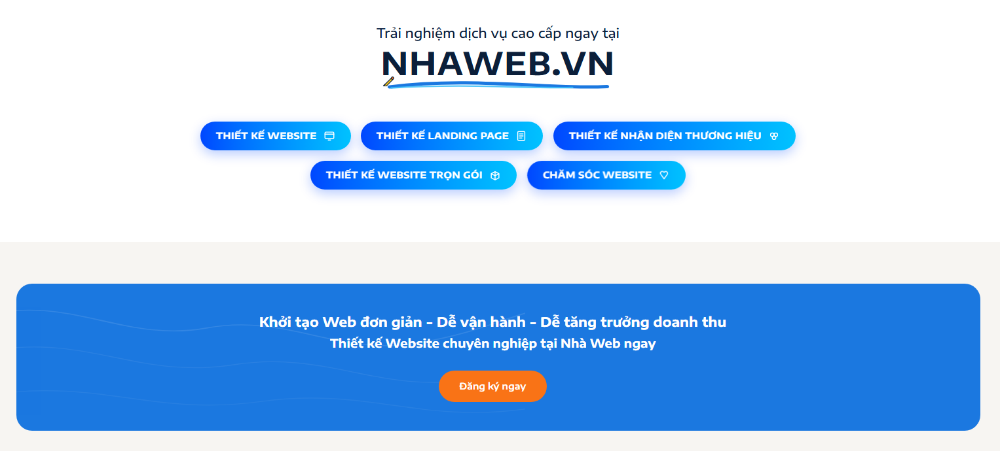 Trải nghiệm dịch vụ cao cấp ngay tại
NHAWEB.VN
THIẾT KẾ WEBSITE
THIẾT KẾ LANDING PAGE
THIẾT KẾ NHẬN DIỆN THƯƠNG HIỆU
THIẾT KẾ WEBSITE TRỌN GÓI
CHĂM SÓC WEBSITE
Khởi tạo Web đơn giản - Dễ vận hành - Dễ tăng trưởng doanh thu
Thiết kế Website chuyên nghiệp tại Nhà Web ngay
Đăng ký ngay